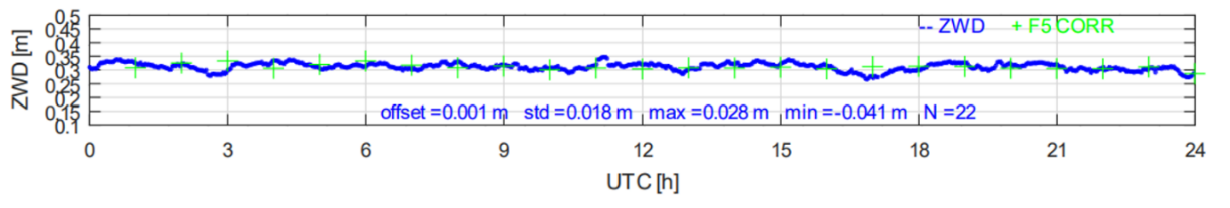 0.5
0.45
0.4
0.35
0.3
0.25
0.2
0.15
0.1
ZWD [m]
-- ZWD + F5 CORR
offset =0.001 m std =0.018 m max =0.028 m min =-0.041 m N =22
0 3 6 9 12 15 18 21 24
UTC [h]